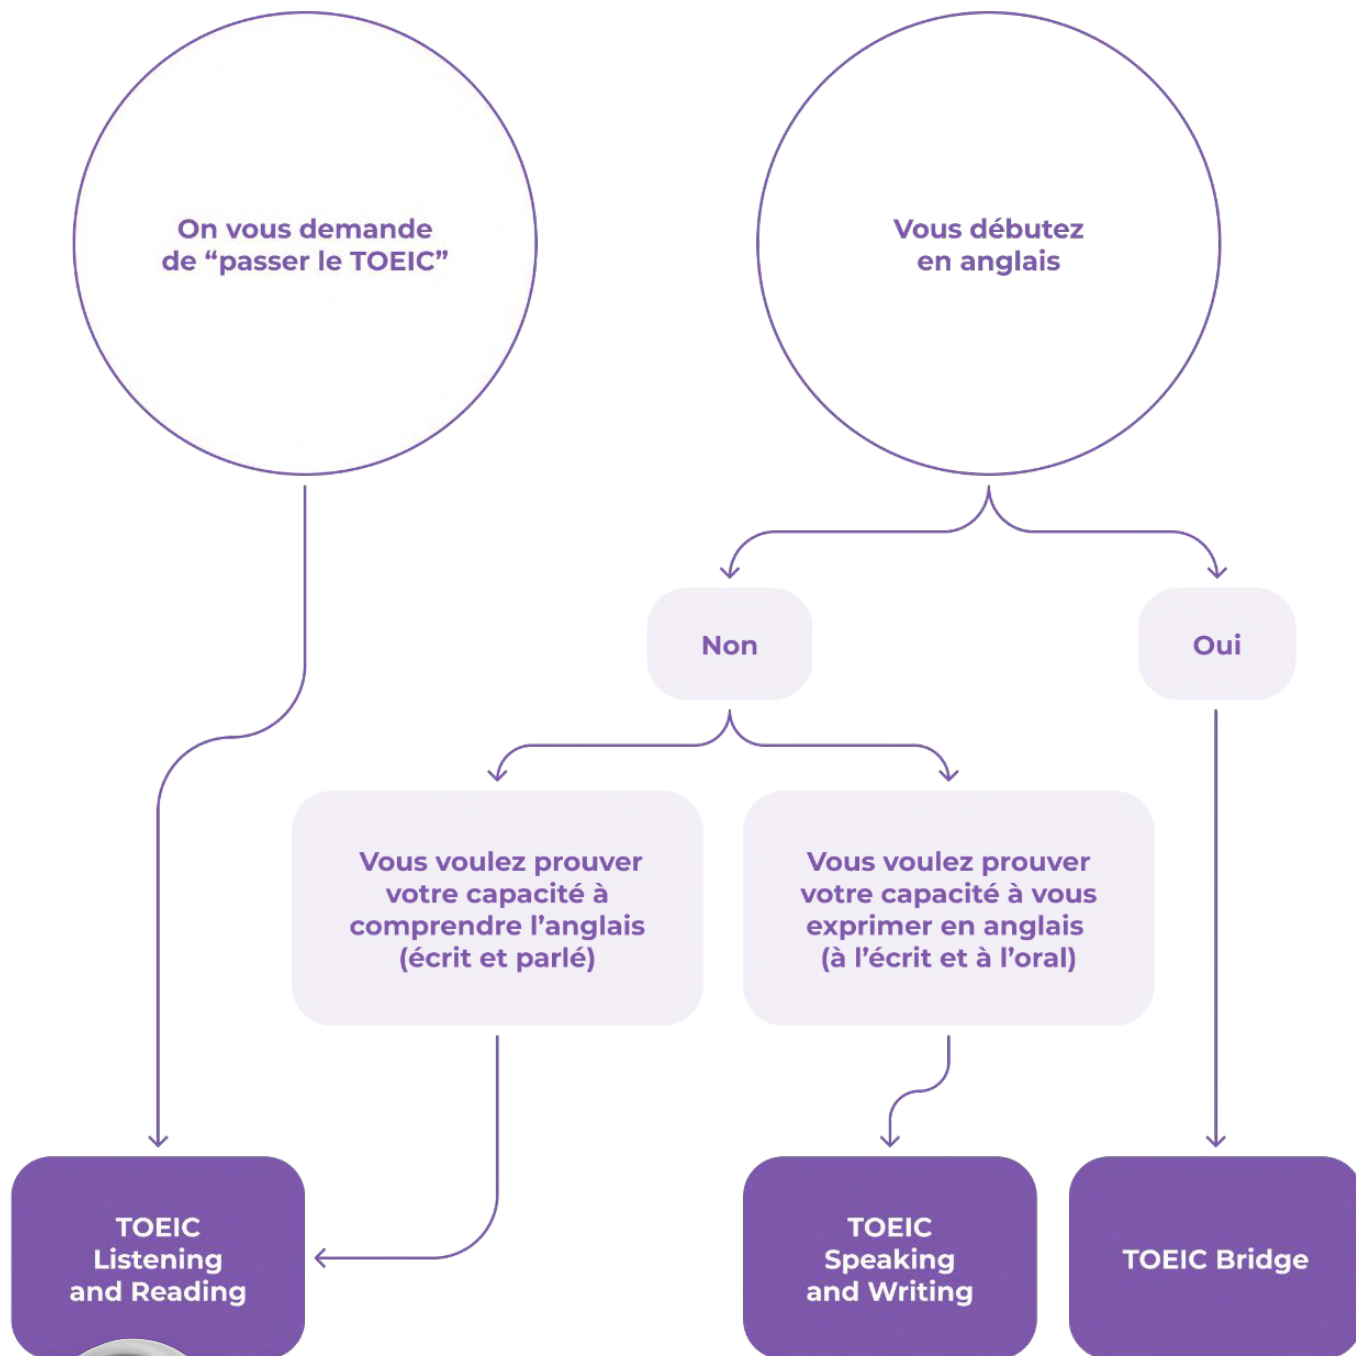 On vous demande
de “passer le TOEIC”
Vous débutez
en anglais
Non
Oui
Vous voulez prouver
votre capacité à
comprendre l’anglais
(écrit et parlé)
Vous voulez prouver
votre capacité à vous
exprimer en anglais
(à l’écrit et à l’oral)
TOEIC
Listening
and Reading
TOEIC
Speaking
and Writing
TOEIC Bridge